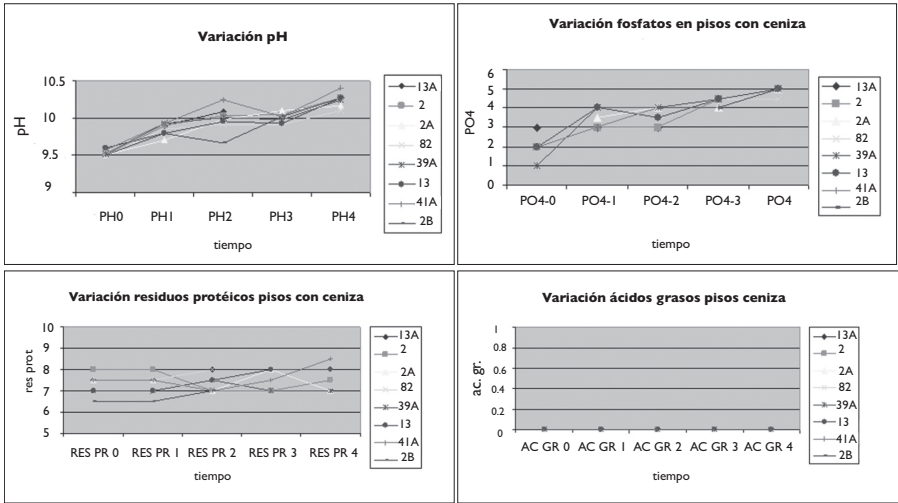 Variación pH
pH
10.5
10
9.5
9
PH0 PH1 PH2 PH3 PH4
tiempo
13A
2
2A
82
39A
13
41A
2B
Variación fosfatos en pisos con ceniza
PO4
6
5
4
3
2
1
0
PO4-0 PO4-1 PO4-2 PO4-3 PO4
tiempo
13A
2
2A
82
39A
13
41A
2B
Variación residuos protéicos pisos con ceniza
res prot
10
9
8
7
6
5
RES PR 0 RES PR 1 RES PR 2 RES PR 3 RES PR 4
tiempo
13A
2
2A
82
39A
13
41A
2B
Variación ácidos grasos pisos ceniza
ac. gr.
1
0.8
0.6
0.4
0.2
0
AC GR 0 AC GR 1 AC GR 2 AC GR 3 AC GR 4
tiempo
13A
2
2A
82
39A
13
41A
2B